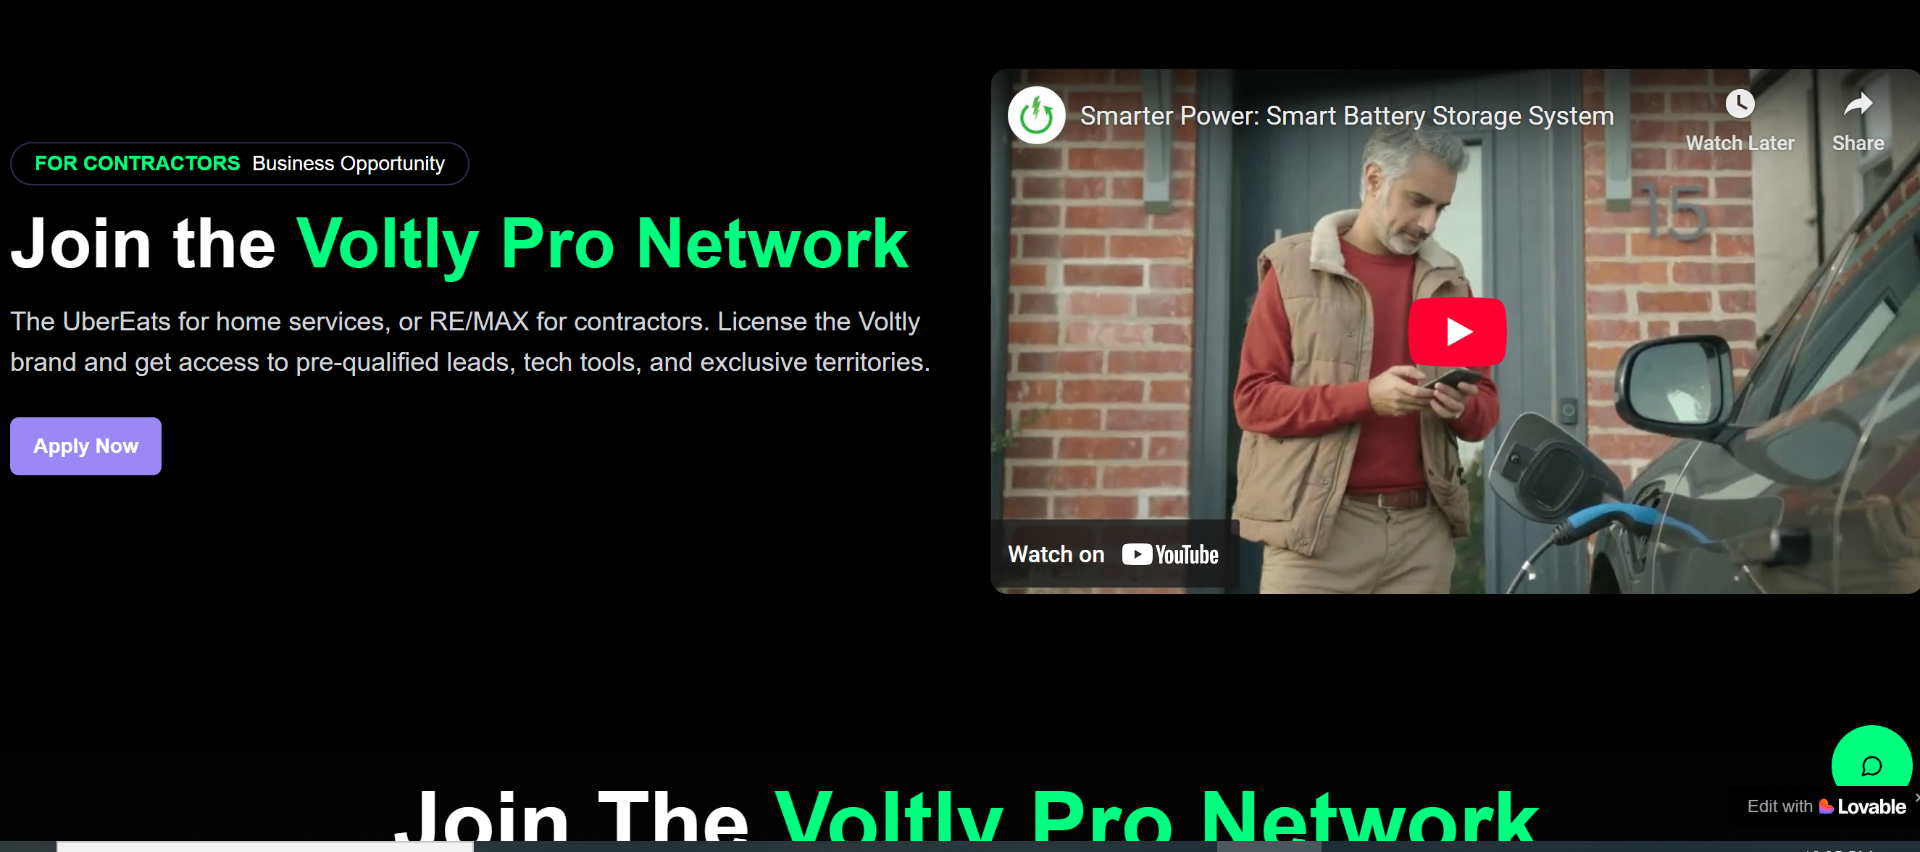 FOR CONTRACTORS Business Opportunity
Join the Voltly Pro Network
The UberEats for home services, or RE/MAX for contractors. License the Voltly
brand and get access to pre-qualified leads, tech tools, and exclusive territories.
Apply Now
Smarter Power: Smart Battery Storage System
Watch Later
Share
15
Watch on YouTube
Join The Voltly Pro Network
Edit with Lovable